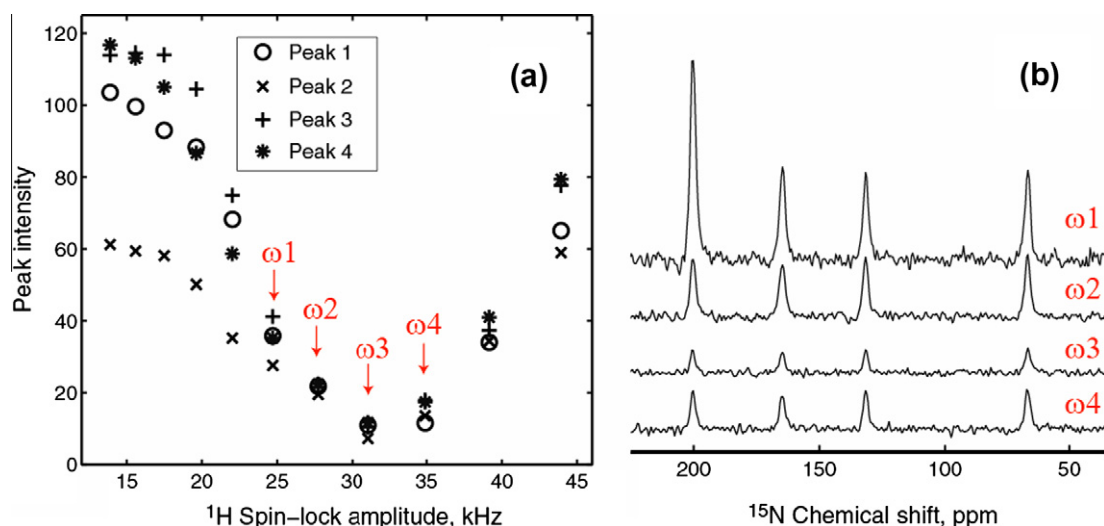 120
100
80
60
40
20
0
Peak intensity
Peak 1
Peak 2
Peak 3
Peak 4
(a)
ω1
ω2
ω3
ω4
15 20 25 30 35 40 45
¹H Spin-lock amplitude, kHz
(b)
ω1
ω2
ω3
ω4
200 150 100 50
¹⁵N Chemical shift, ppm